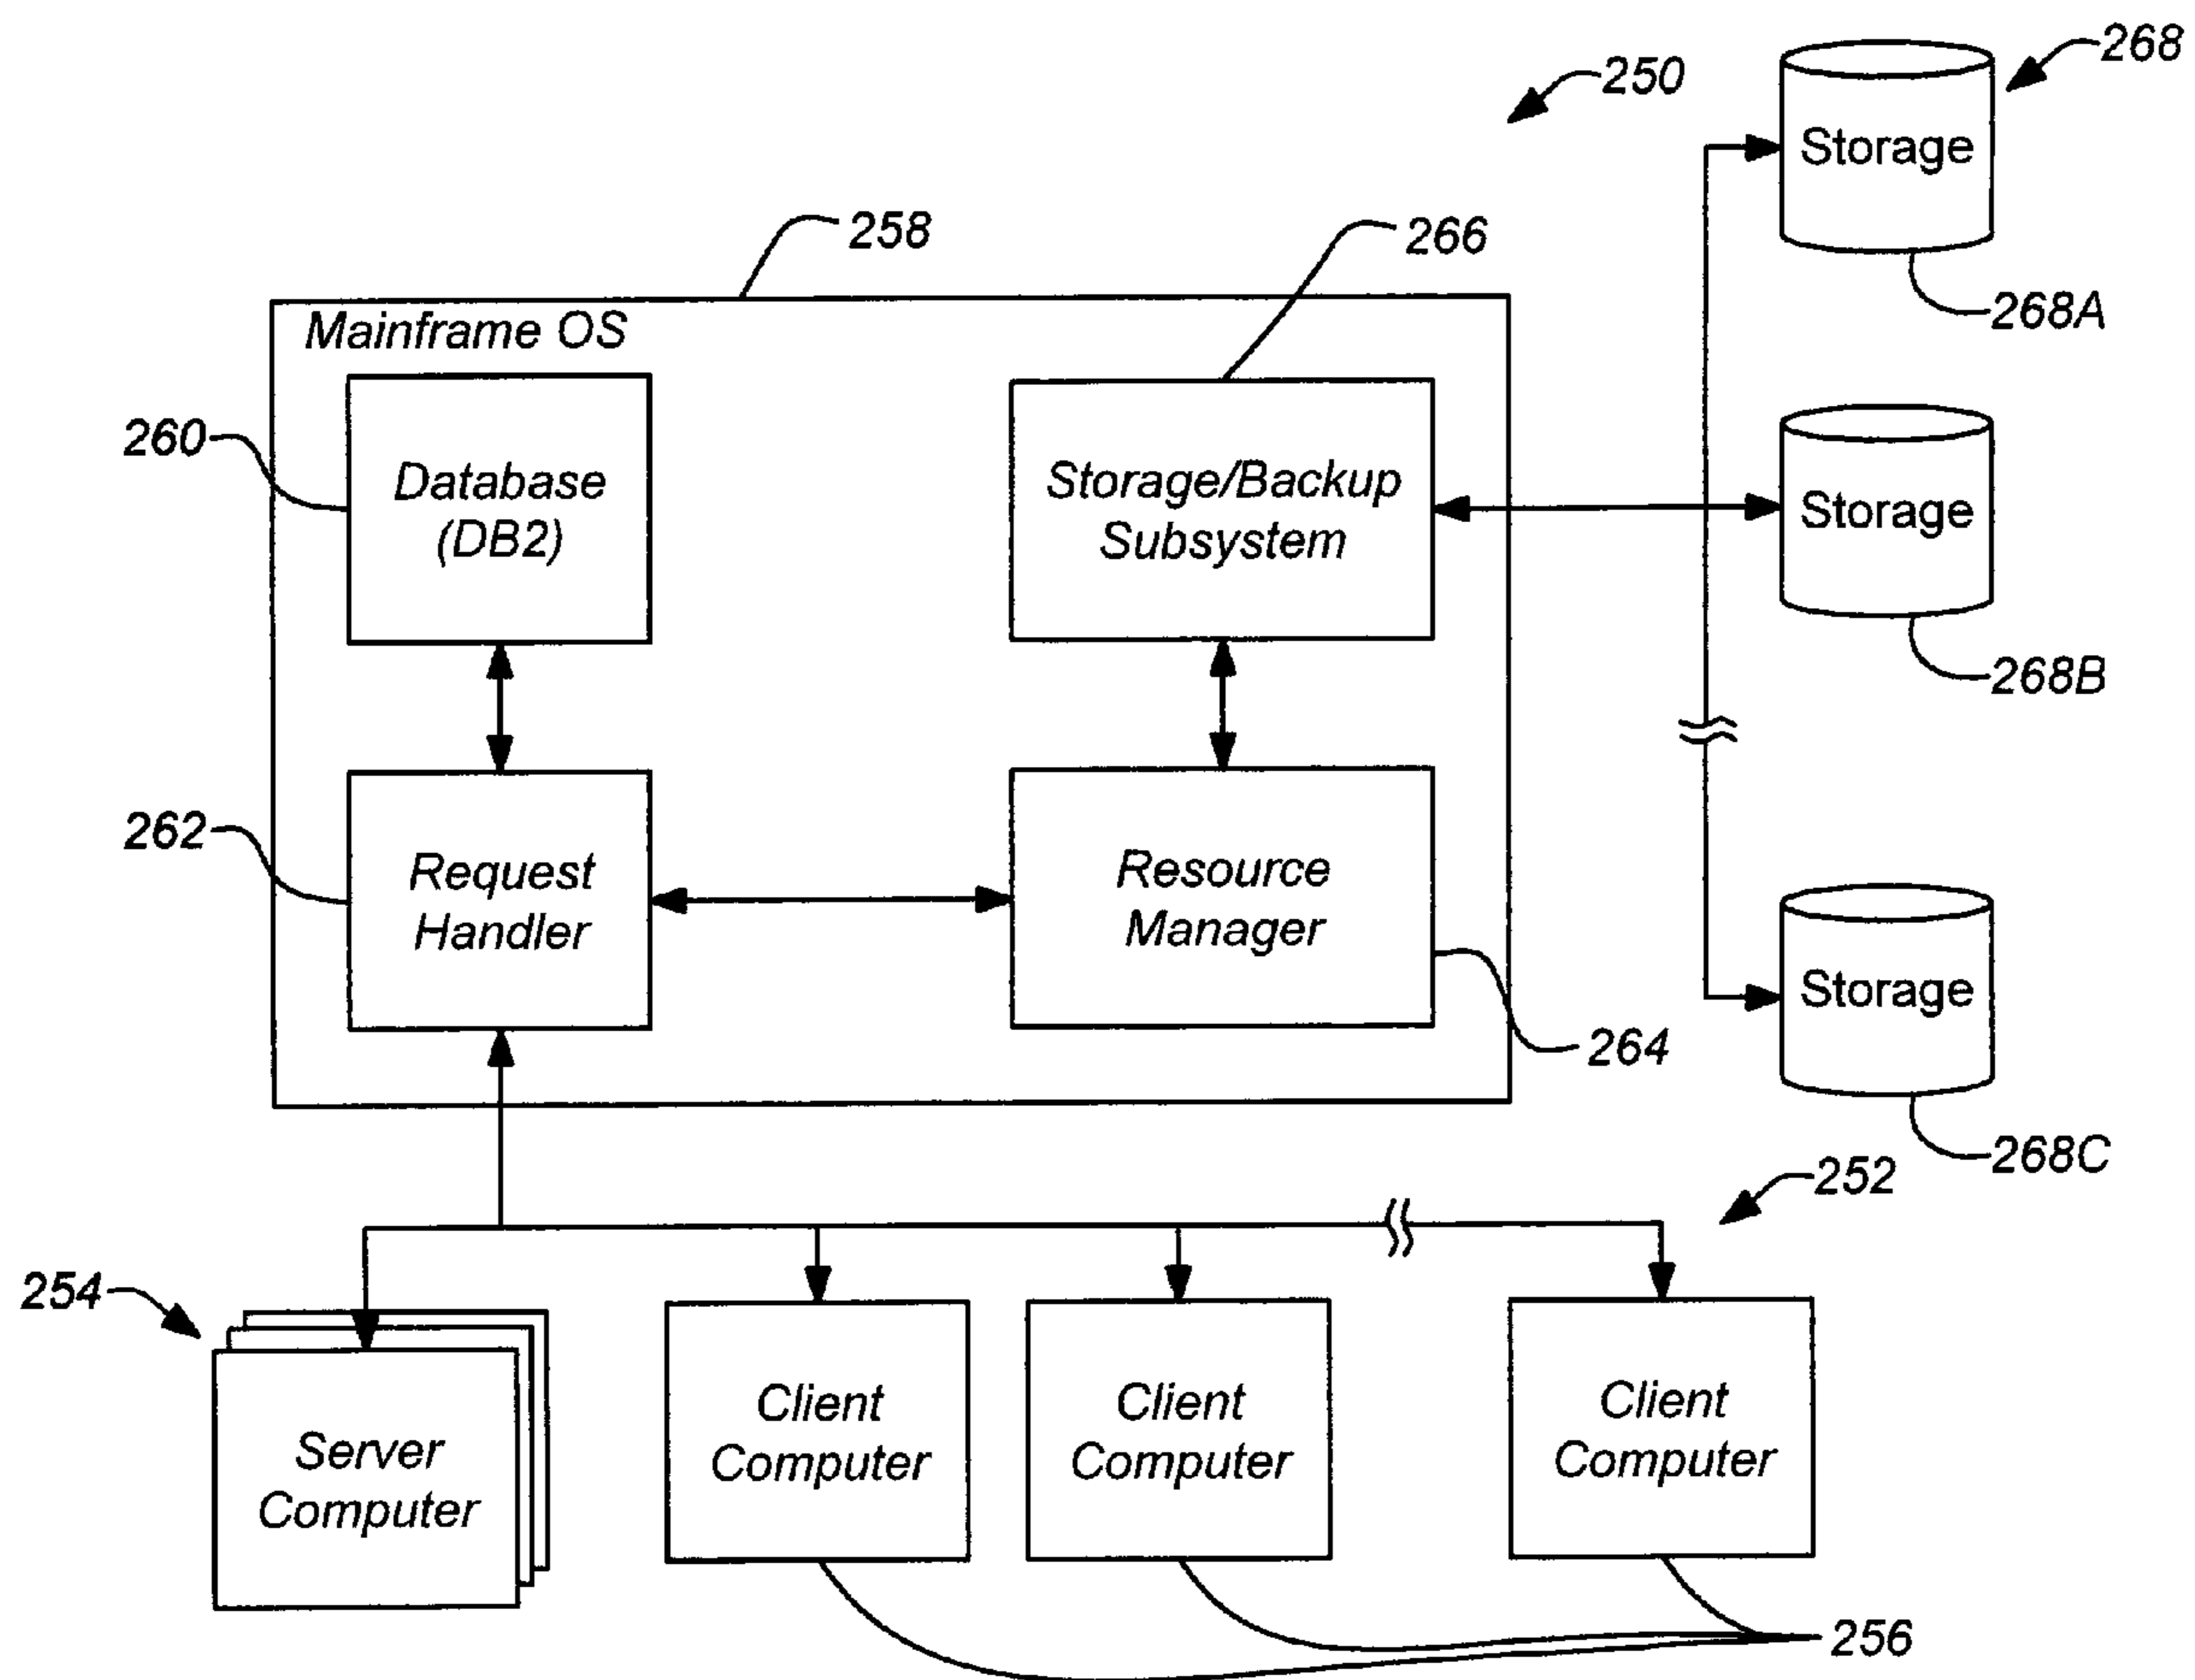 268
250
Storage
258
266
268A
Mainframe OS
260
Database
(DB2)
Storage/Backup
Subsystem
Storage
268B
262
Request
Handler
Resource
Manager
Storage
264
268C
252
254
Server
Computer
Client
Computer
Client
Computer
Client
Computer
256